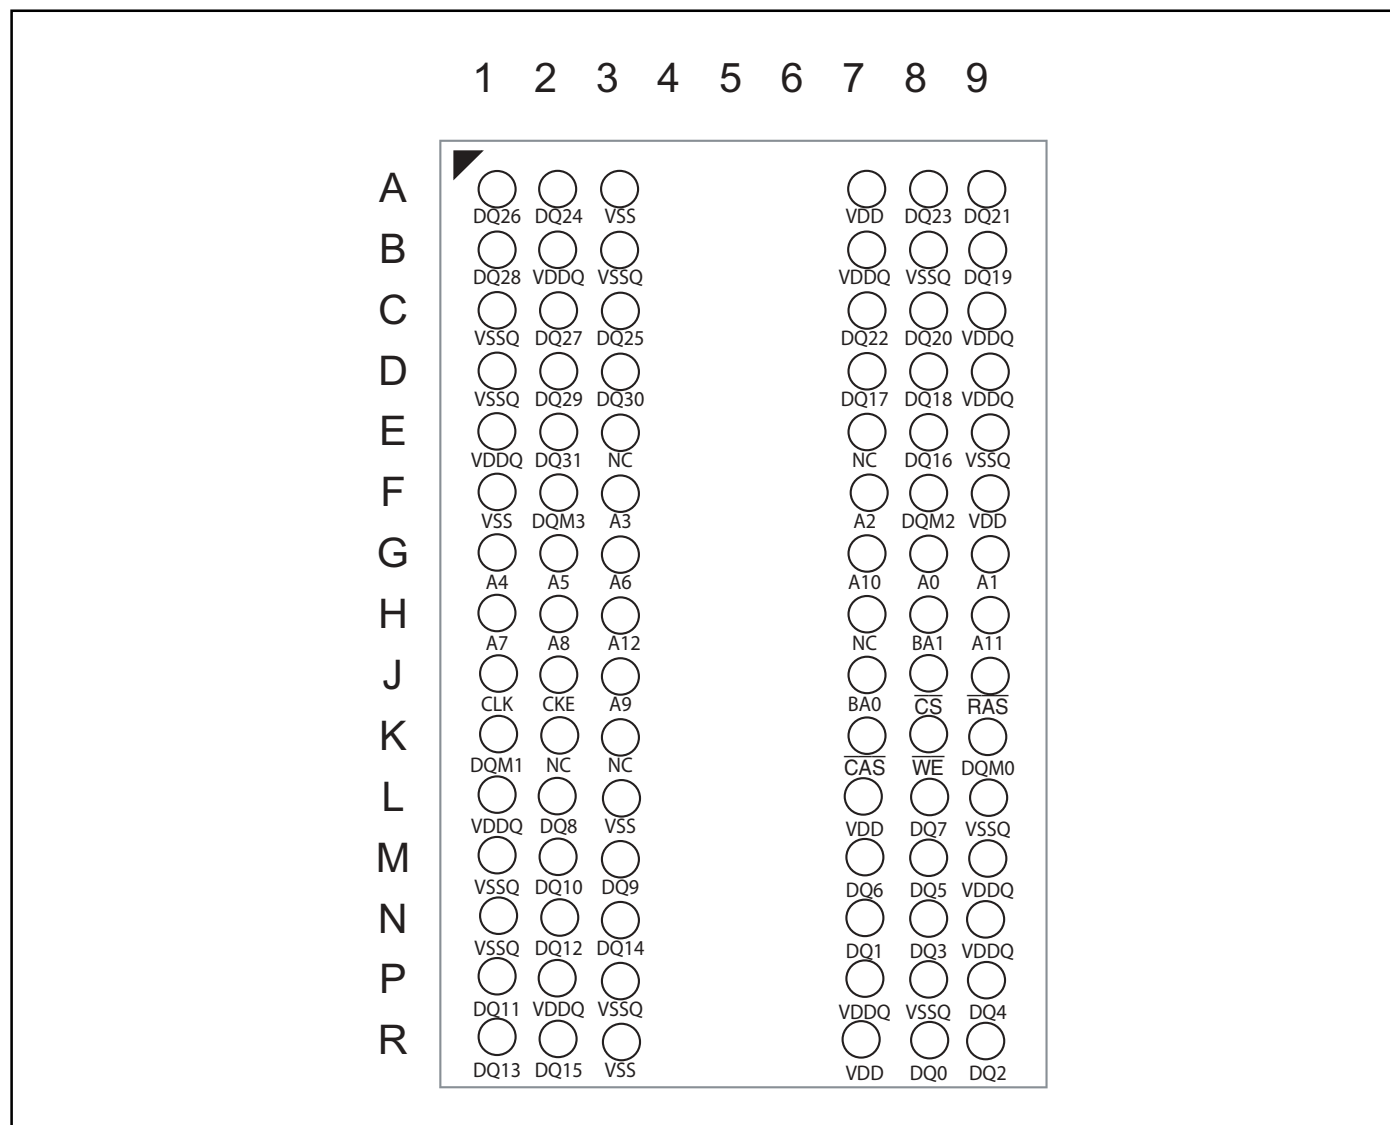 1 2 3 4 5 6 7 8 9
A
DQ26 DQ24 VSS VDD DQ23 DQ21
B
DQ28 VDDQ VSSQ VDDQ VSSQ DQ19
C
VSSQ DQ27 DQ25 DQ22 DQ20 VDDQ
D
VSSQ DQ29 DQ30 DQ17 DQ18 VDDQ
E
VDDQ DQ31 NC NC DQ16 VSSQ
F
VSS DQM3 A3 A2 DQM2 VDD
G
A4 A5 A6 A10 A0 A1
H
A7 A8 A12 NC BA1 A11
J
CLK CKE A9 BA0 C̅S̅ R̅A̅S̅
K
DQM1 NC NC C̅A̅S̅ W̅E̅ DQM0
L
VDDQ DQ8 VSS VDD DQ7 VSSQ
M
VSSQ DQ10 DQ9 DQ6 DQ5 VDDQ
N
VSSQ DQ12 DQ14 DQ1 DQ3 VDDQ
P
DQ11 VDDQ VSSQ VDDQ VSSQ DQ4
R
DQ13 DQ15 VSS VDD DQ0 DQ2